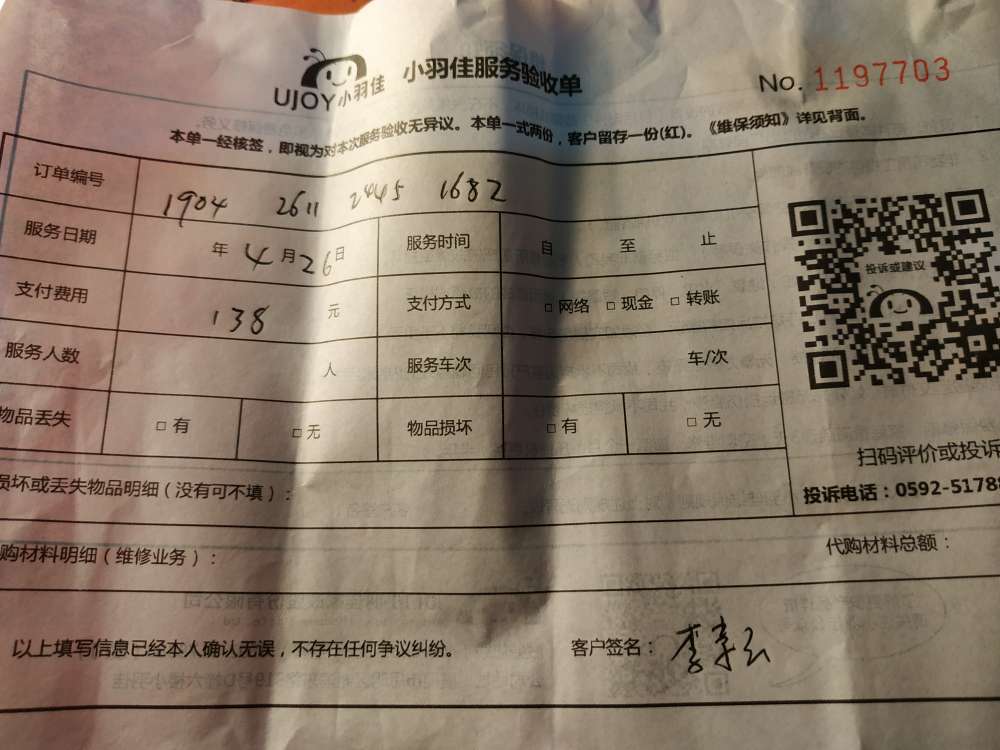 UJOY小羽佳 小羽佳服务验收单 No. 1197703
本单一经核签，即视为对本次服务验收无异议。本单一式两份，客户留存一份(红)。《维保须知》详见背面。
订单编号 1904 2611 2445 1682
服务日期 年 4 月 26 日 服务时间 自 至 止
投诉或建议
支付费用 138 元 支付方式 □ 网络 □ 现金 □ 转账
服务人数 人 服务车次 车/次
物品丢失 □ 有 □ 无 物品损坏 □ 有 □ 无
扫码评价或投诉
损坏或丢失物品明细（没有可不填）：
投诉电话：0592-5178
购材料明细（维修业务）： 代购材料总额：
以上填写信息已经本人确认无误，不存在任何争议纠纷。 客户签名：李